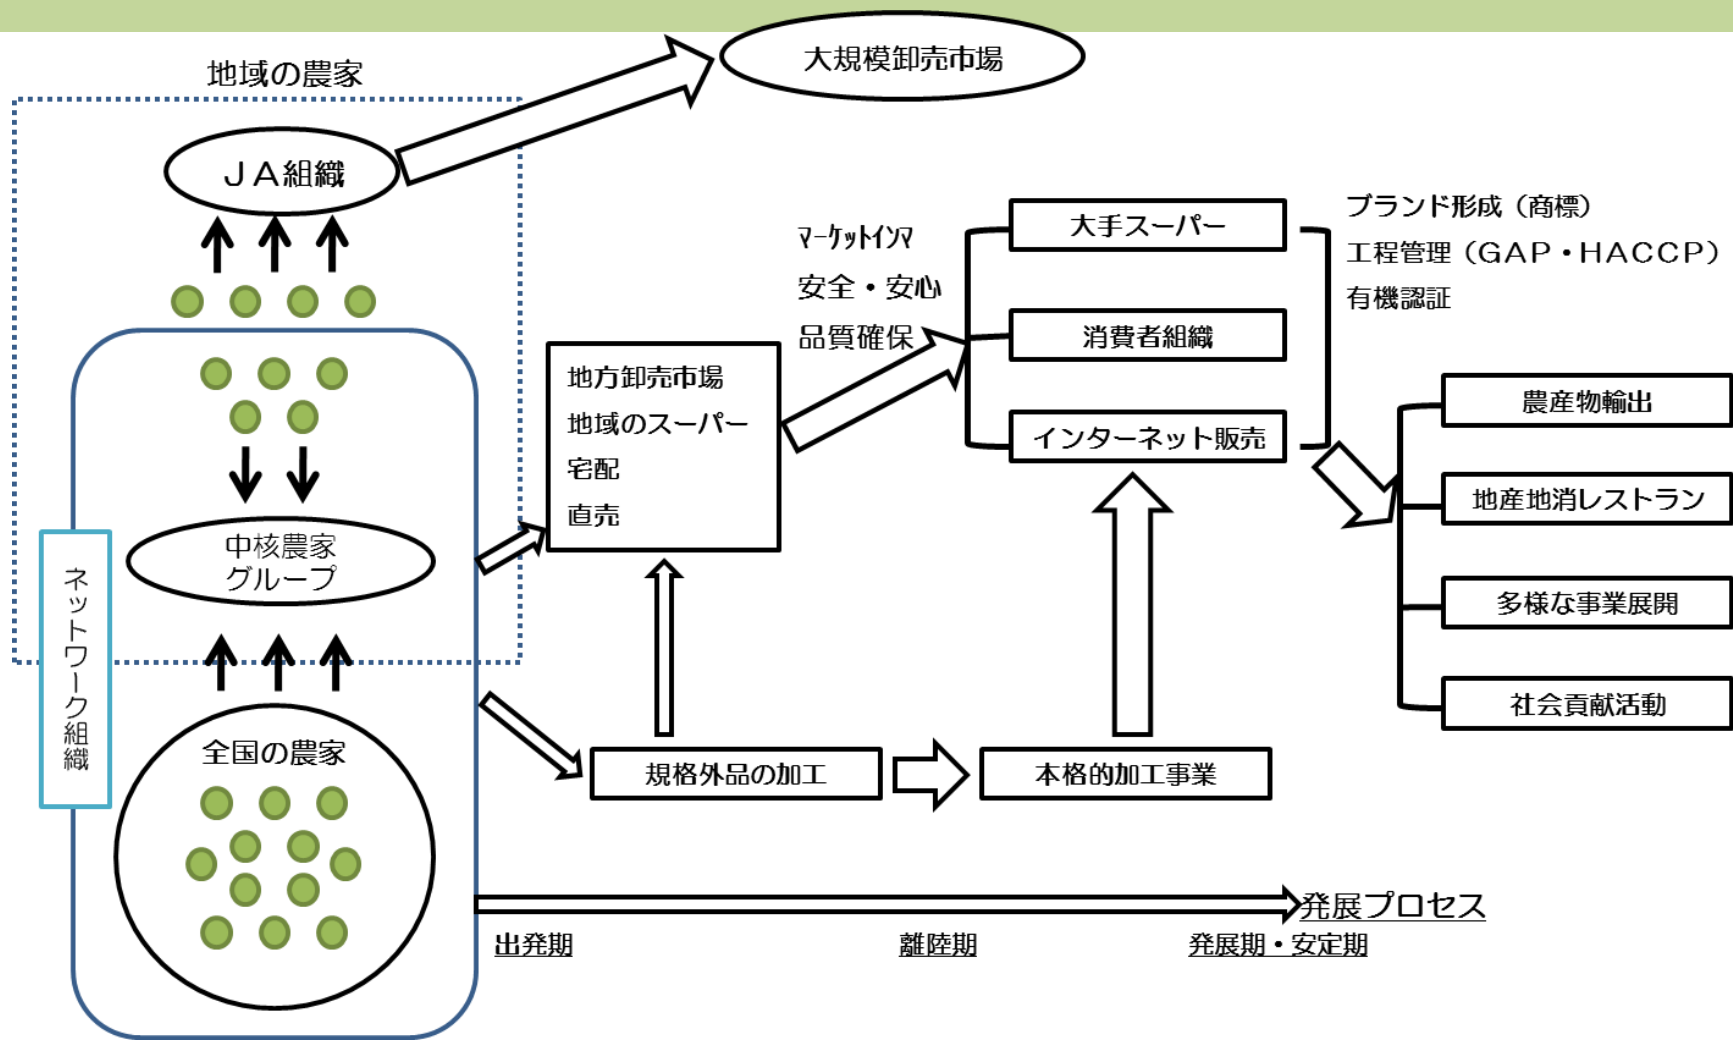 大規模卸売市場
地域の農家
ＪＡ組織
マーケットインマ
安全・安心
品質確保
大手スーパー
消費者組織
インターネット販売
ブランド形成（商標）
工程管理（ＧＡＰ・ＨＡＣＣＰ）
有機認証
地方卸売市場
地域のスーパー
宅配
直売
農産物輸出
地産地消レストラン
多様な事業展開
社会貢献活動
中核農家
グループ
ネットワーク組織
全国の農家
規格外品の加工
本格的加工事業
発展プロセス
出発期
離陸期
発展期・安定期